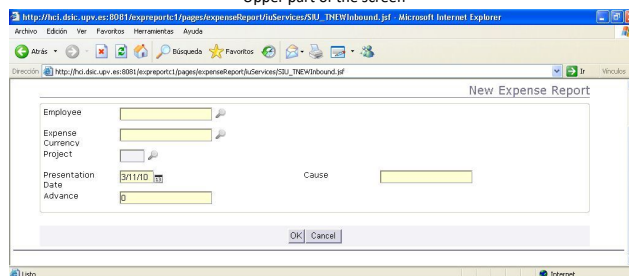 Upper part of the screen
http://hci.dsic.upv.es:8081/expreportc1/pages/expenseReport/iuServices/SIU_TNEWInbound.jsf - Microsoft Internet Explorer
Archivo Edición Ver Favoritos Herramientas Ayuda
Atrás Búsqueda Favoritos
Dirección http://hci.dsic.upv.es:8081/expreportc1/pages/expenseReport/iuServices/SIU_TNEWInbound.jsf Ir Vínculos
New Expense Report
Employee
Expense Currency
Project
Presentation Date 3/11/10 Cause
Advance 0
OK Cancel
Listo Internet